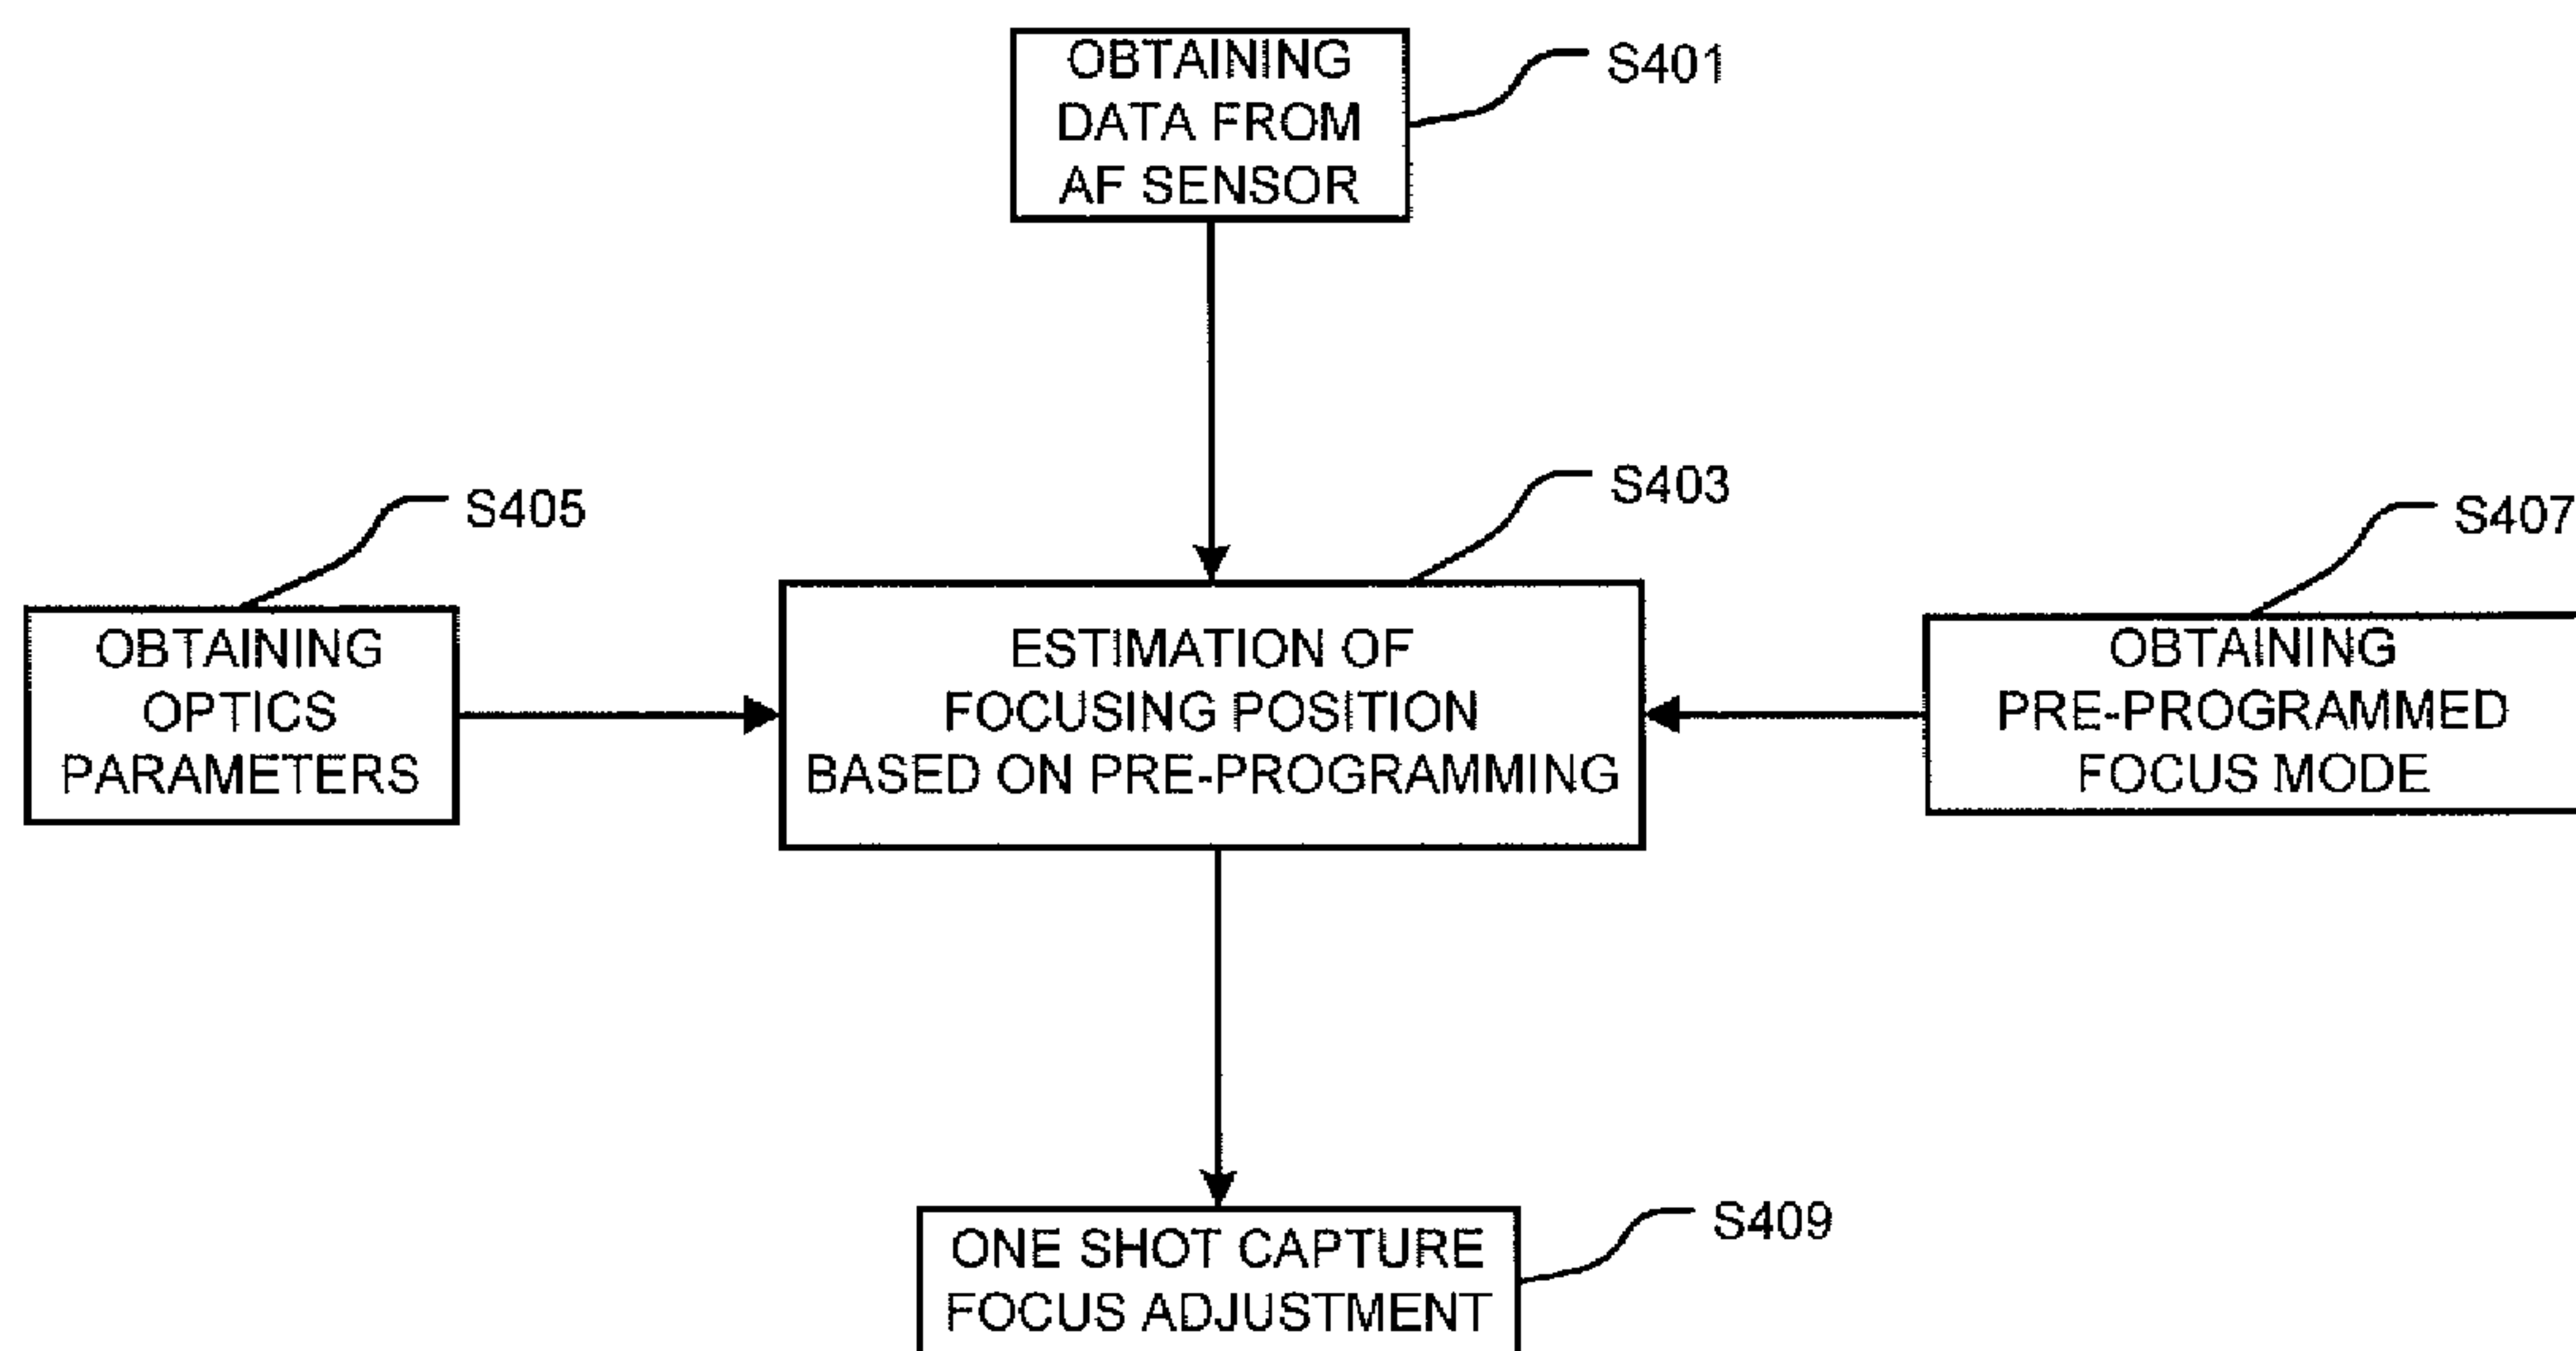 OBTAINING
DATA FROM
AF SENSOR
S401
S403
S405
S407
OBTAINING
OPTICS
PARAMETERS
ESTIMATION OF
FOCUSING POSITION
BASED ON PRE-PROGRAMMING
OBTAINING
PRE-PROGRAMMED
FOCUS MODE
S409
ONE SHOT CAPTURE
FOCUS ADJUSTMENT